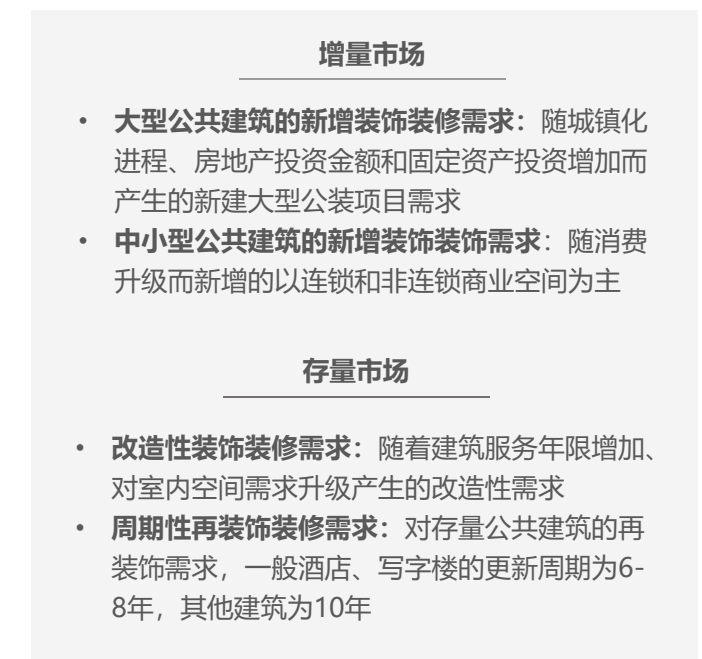 增量市场
• 大型公共建筑的新增装饰装修需求：随城镇化
进程、房地产投资金额和固定资产投资增加而
产生的新建大型公装项目需求
• 中小型公共建筑的新增装饰装饰需求：随消费
升级而新增的以连锁和非连锁商业空间为主
存量市场
• 改造性装饰装修需求：随着建筑服务年限增加、
对室内空间需求升级产生的改造性需求
• 周期性再装饰装修需求：对存量公共建筑的再
装饰需求，一般酒店、写字楼的更新周期为6-
8年，其他建筑为10年